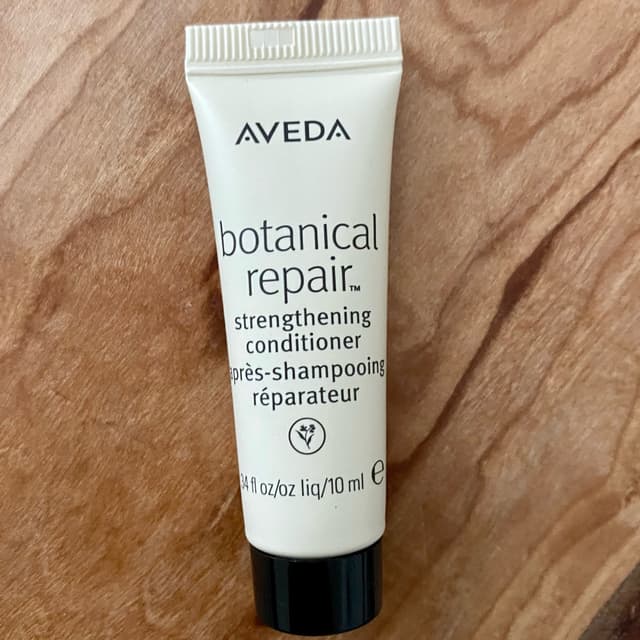 AVEDA
botanical
repair™
strengthening
conditioner
après-shampooing
réparateur
34 fl oz/oz liq/10 ml e